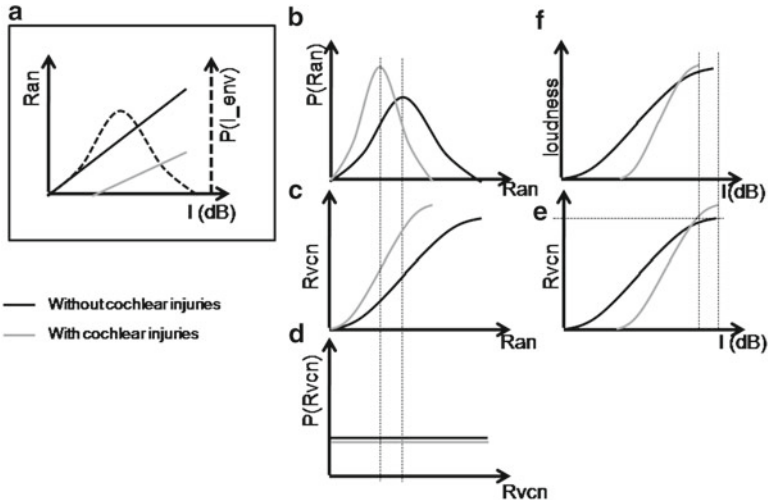 a
Ran
P(I_env)
I (dB)
Without cochlear injuries
With cochlear injuries
b
P(Ran)
Ran
c
Rvcn
Ran
d
P(Rvcn)
Rvcn
f
loudness
I (dB)
e
Rvcn
I (dB)